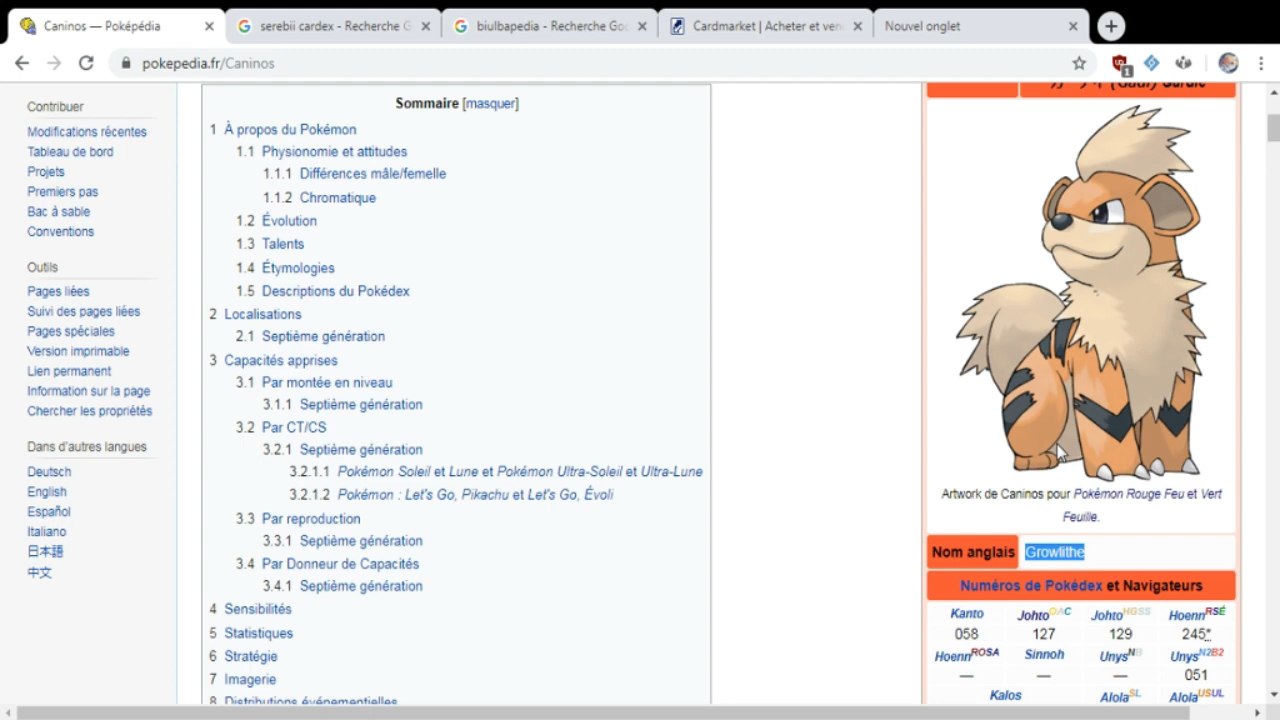 Caninos — Poképédia
serebii cardex - Recherche G
biulbapedia - Recherche Goo
Cardmarket | Acheter et ven
Nouvel onglet
pokepedia.fr/Caninos
1
Contribuer
Modifications récentes
Tableau de bord
Projets
Premiers pas
Bac à sable
Conventions
Outils
Pages liées
Suivi des pages liées
Pages spéciales
Version imprimable
Lien permanent
Information sur la page
Chercher les propriétés
Dans d'autres langues
Deutsch
English
Español
Italiano
日本語
中文
Sommaire [masquer]
1 À propos du Pokémon
1.1 Physionomie et attitudes
1.1.1 Différences mâle/femelle
1.1.2 Chromatique
1.2 Évolution
1.3 Talents
1.4 Étymologies
1.5 Descriptions du Pokédex
2 Localisations
2.1 Septième génération
3 Capacités apprises
3.1 Par montée en niveau
3.1.1 Septième génération
3.2 Par CT/CS
3.2.1 Septième génération
3.2.1.1 Pokémon Soleil et Lune et Pokémon Ultra-Soleil et Ultra-Lune
3.2.1.2 Pokémon : Let's Go, Pikachu et Let's Go, Évoli
3.3 Par reproduction
3.3.1 Septième génération
3.4 Par Donneur de Capacités
3.4.1 Septième génération
4 Sensibilités
5 Statistiques
6 Stratégie
7 Imagerie
8 Distributions événementielles
Artwork de Caninos pour Pokémon Rouge Feu et Vert
Feuille.
Nom anglais Growlithe
Numéros de Pokédex et Navigateurs
Kanto JohtoOAC JohtoHGSS HoennRSÉ
058 127 129 245*
HoennROSA Sinnoh UnysNB UnysN2B2
— — — 051
Kalos AlolaSL AlolaUSUL